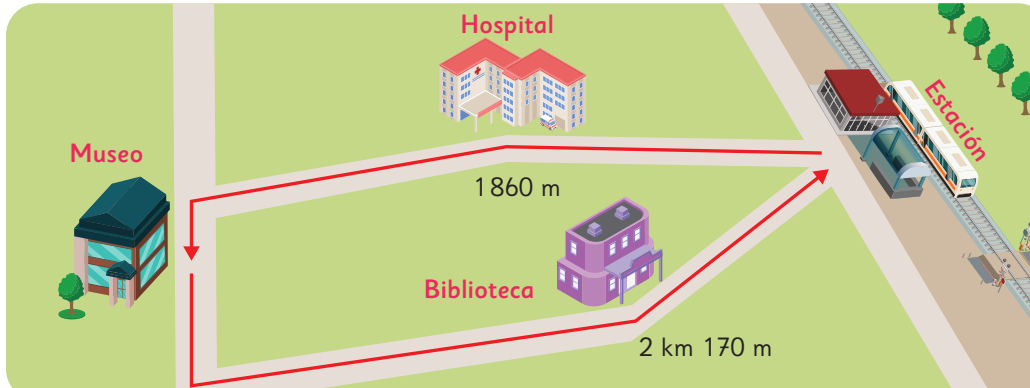 Hospital
Estación
Museo
1 860 m
Biblioteca
2 km 170 m